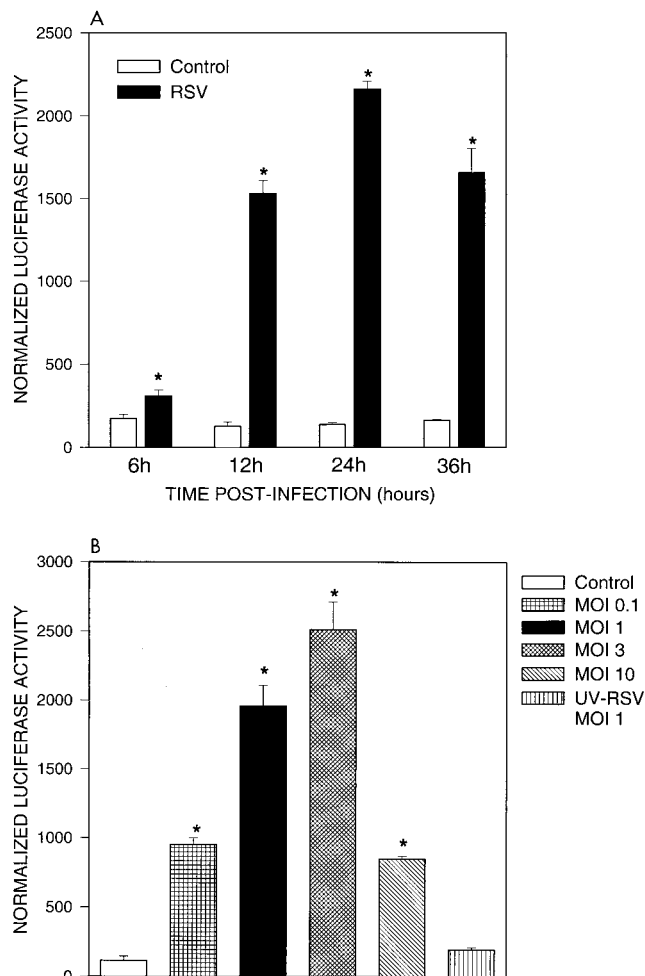 A
2500
2000
1500
1000
500
0
NORMALIZED LUCIFERASE ACTIVITY
Control
RSV
*
*
*
*
6h 12h 24h 36h
TIME POST-INFECTION (hours)
B
3000
2500
2000
1500
1000
500
0
NORMALIZED LUCIFERASE ACTIVITY
*
*
*
*
Control
MOI 0.1
MOI 1
MOI 3
MOI 10
UV-RSV
MOI 1